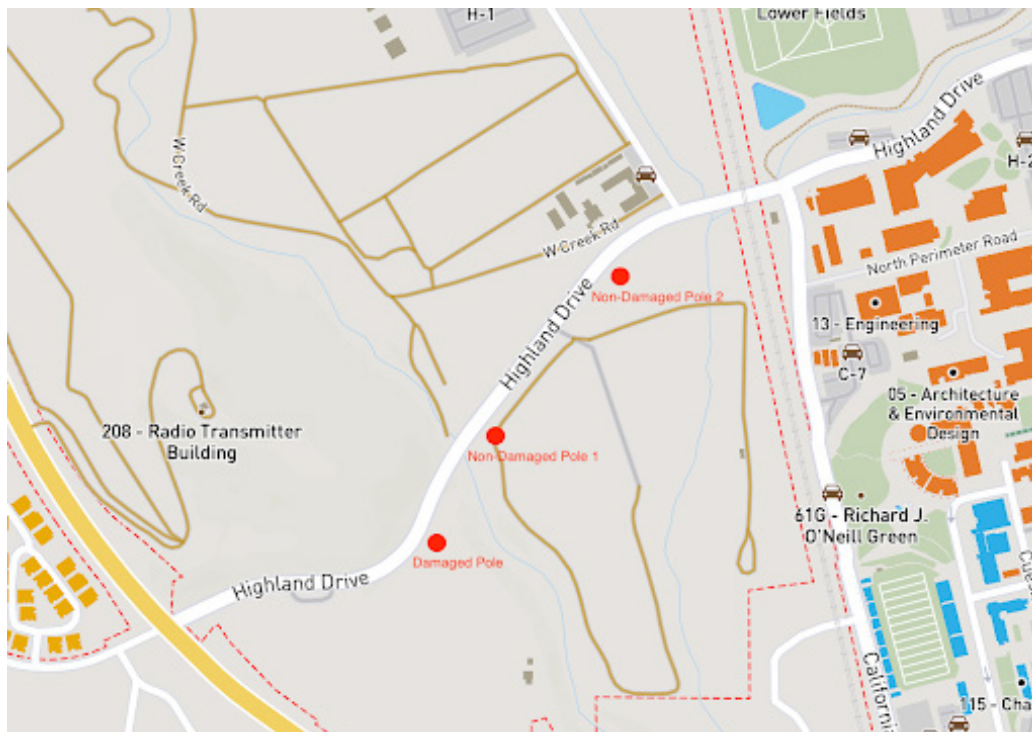 H-1
Lower Fields
Highland Drive
H-2
W Creek Rd
W Creek Rd
North Perimeter Road
Non-Damaged Pole 2
13 - Engineering
Highland Drive
C-7
05 - Architecture
& Environmental
Design
208 - Radio Transmitter
Building
Non-Damaged Pole 1
61G - Richard J.
O'Neill Green
Damaged Pole
Highland Drive
California
115 - Cha